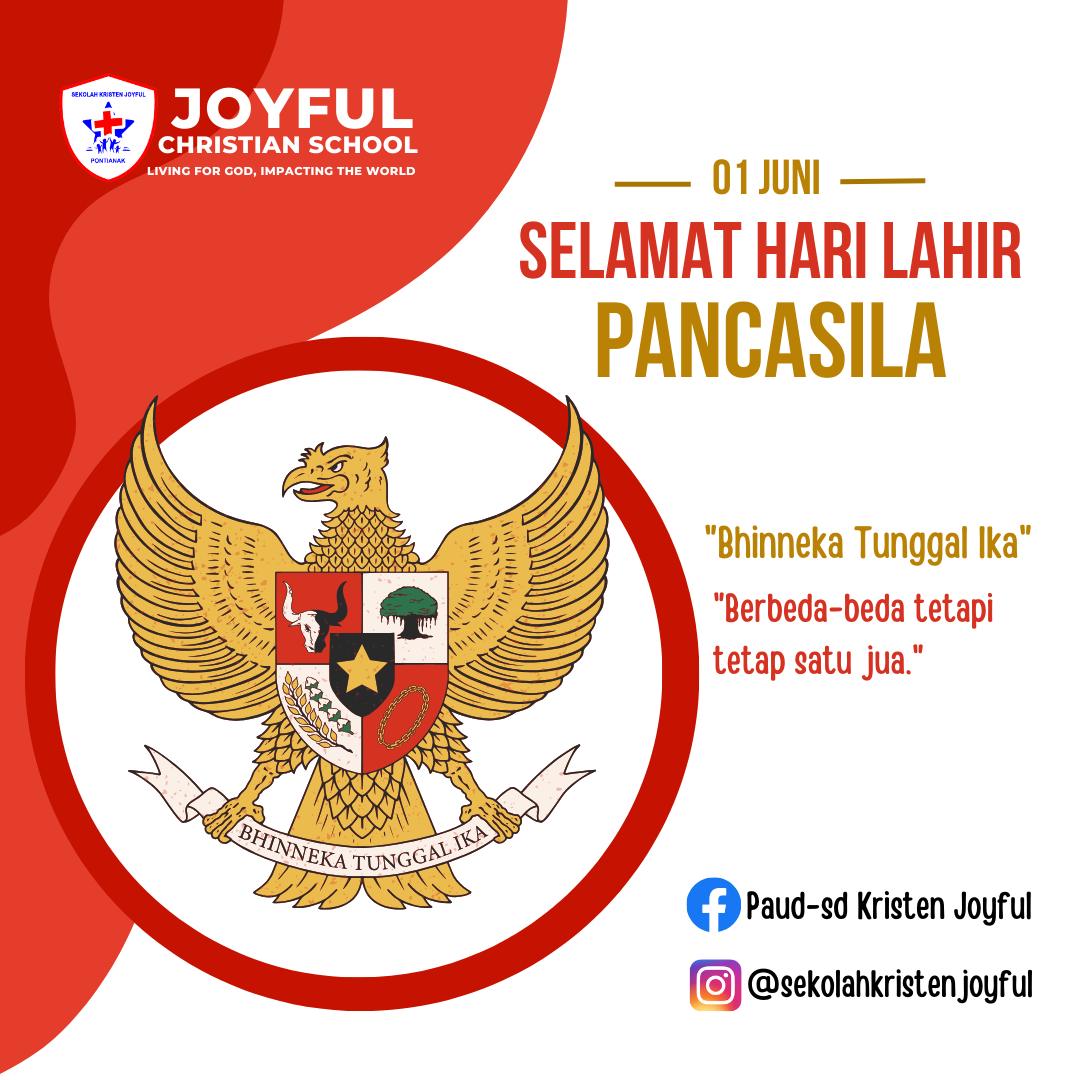 SEKOLAH KRISTEN JOYFUL
PONTIANAK
JOYFUL
CHRISTIAN SCHOOL
LIVING FOR GOD, IMPACTING THE WORLD
01 JUNI
SELAMAT HARI LAHIR
PANCASILA
"Bhinneka Tunggal Ika"
"Berbeda-beda tetapi
tetap satu jua."
BHINNEKA TUNGGAL IKA
Paud-sd Kristen Joyful
@sekolahkristenjoyful